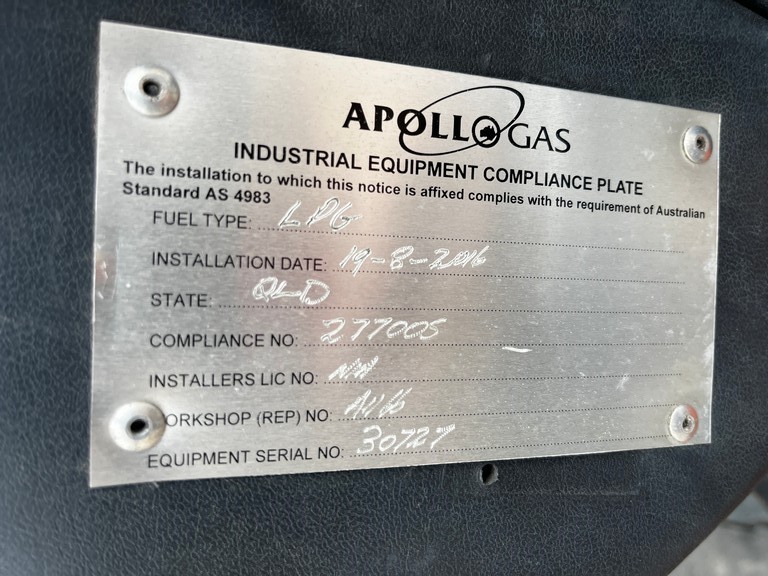 APOLLO GAS
INDUSTRIAL EQUIPMENT COMPLIANCE PLATE
The installation to which this notice is affixed complies with the requirement of Australian
Standard AS 4983
FUEL TYPE: LPG
INSTALLATION DATE: 19-8-2016
STATE: QLD
COMPLIANCE NO: 277005
INSTALLERS LIC NO:
ORKSHOP (REP) NO:
EQUIPMENT SERIAL NO: 30727